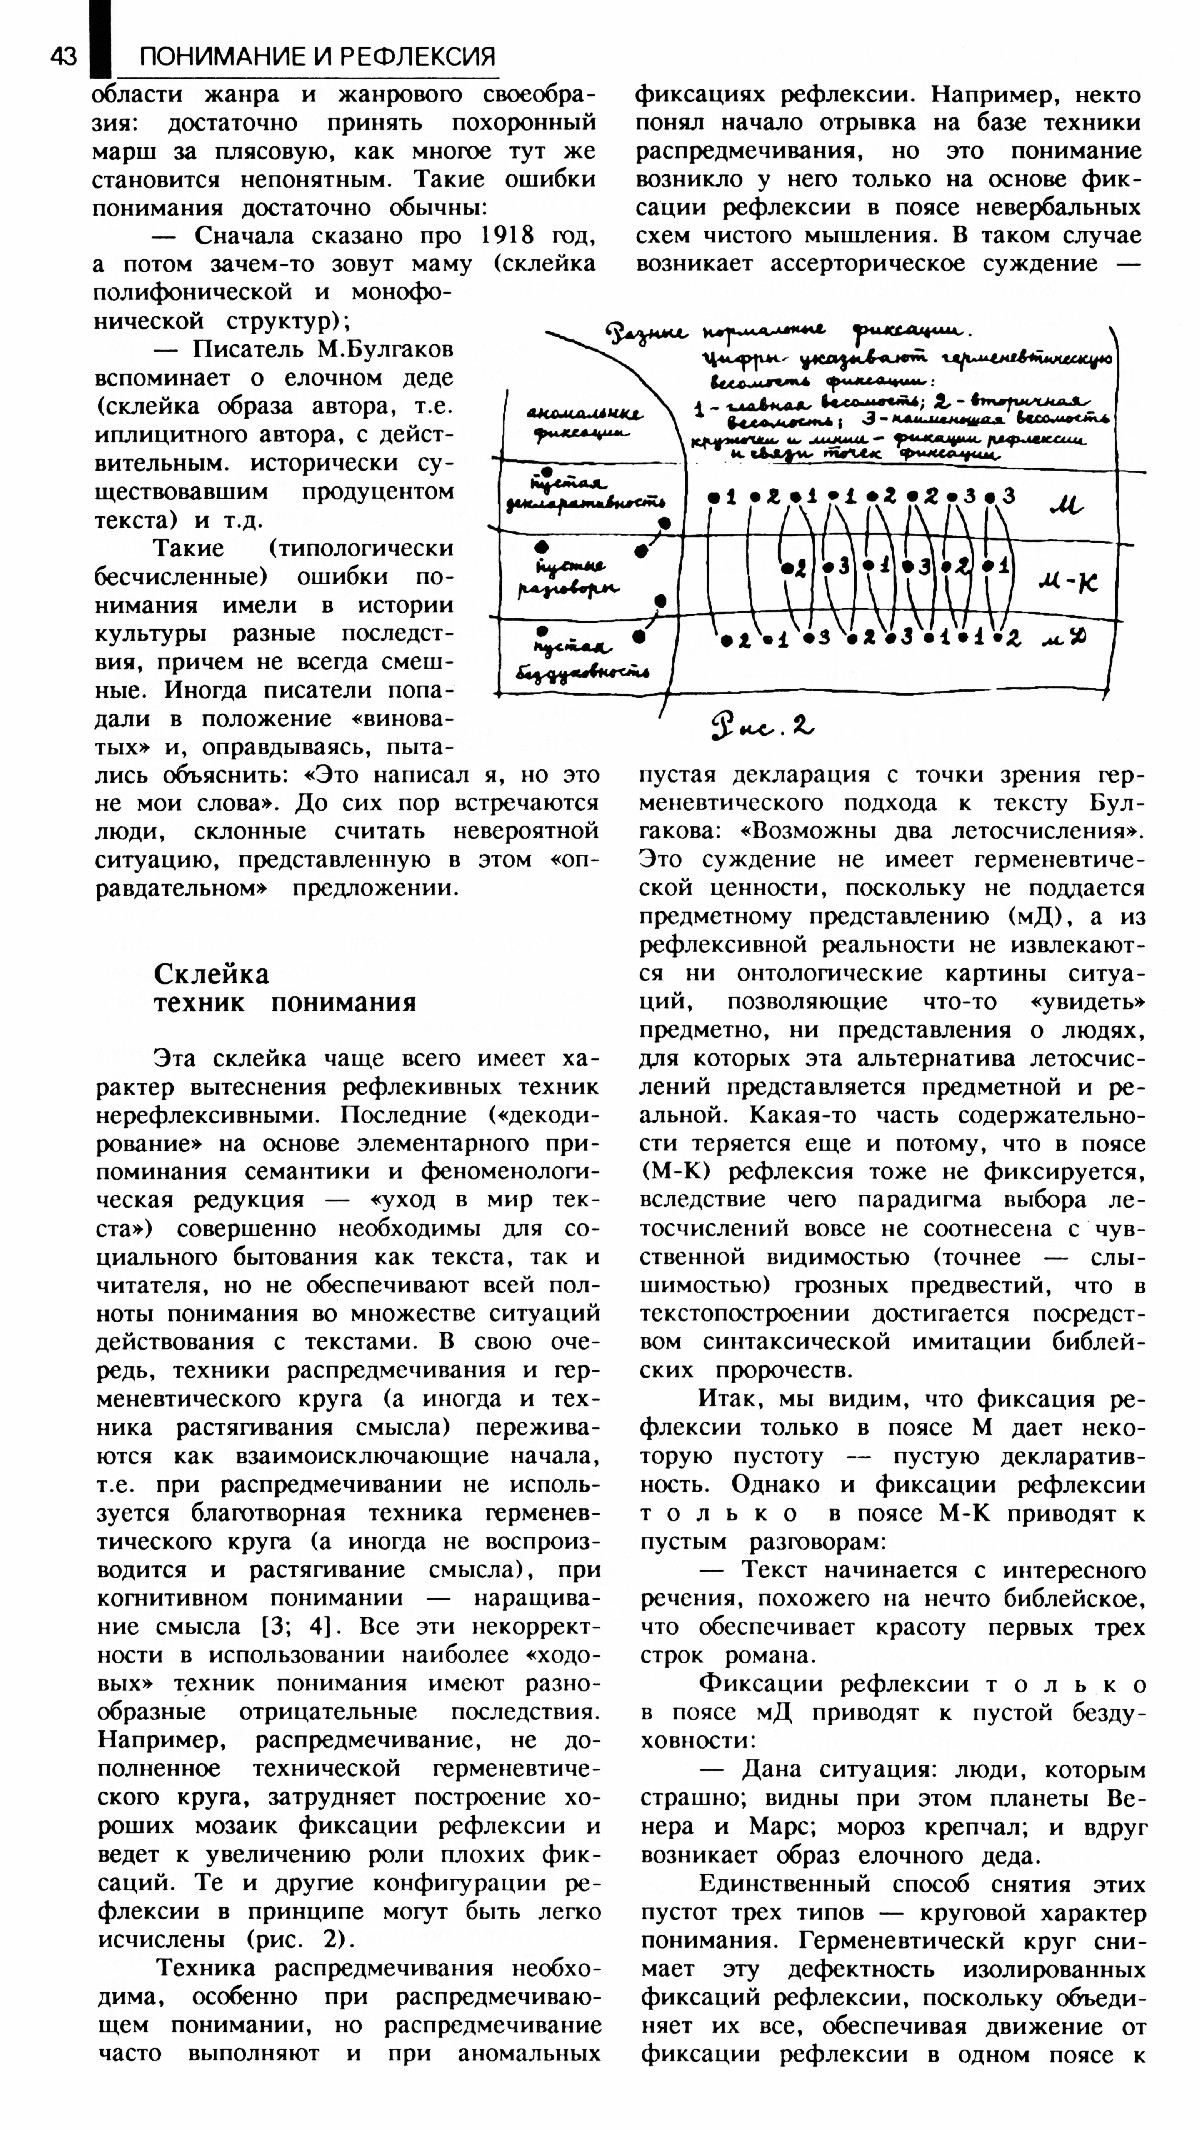 43
ПОНИМАНИЕ И РЕФЛЕКСИЯ
области жанра и жанрового своеобра-
зия: достаточно принять похоронный
марш за плясовую, как многое тут же
становится непонятным. Такие ошибки
понимания достаточно обычны:
— Сначала сказано про 1918 год,
а потом зачем-то зовут маму (склейка
полифонической и монофо-
нической структур);
— Писатель М.Булгаков
вспоминает о елочном деде
(склейка образа автора, т.е.
иплицитного автора, с дейст-
вительным. исторически су-
ществовавшим продуцентом
текста) и т.д.
Такие (типологически
бесчисленные) ошибки по-
нимания имели в истории
культуры разные последст-
вия, причем не всегда смеш-
ные. Иногда писатели попа-
дали в положение «винова-
тых» и, оправдываясь, пыта-
лись объяснить: «Это написал я, но это
не мои слова». До сих пор встречаются
люди, склонные считать невероятной
ситуацию, представленную в этом «оп-
равдательном» предложении.
Склейка
техник понимания
Эта склейка чаще всего имеет ха-
рактер вытеснения рефлекивных техник
нерефлексивными. Последние («декоди-
рование» на основе элементарного при-
поминания семантики и феноменологи-
ческая редукция — «уход в мир тек-
ста») совершенно необходимы для со-
циального бытования как текста, так и
читателя, но не обеспечивают всей пол-
ноты понимания во множестве ситуаций
действования с текстами. В свою оче-
редь, техники распредмечивания и гер-
меневтического круга (а иногда и тех-
ника растягивания смысла) пережива-
ются как взаимоисключающие начала,
т.е. при распредмечивании не исполь-
зуется благотворная техника герменев-
тического круга (а иногда не воспроиз-
водится и растягивание смысла), при
когнитивном понимании — наращива-
ние смысла [3; 4]. Все эти некоррект-
ности в использовании наиболее «ходо-
вых» техник понимания имеют разно-
образные отрицательные последствия.
Например, распредмечивание, не до-
полненное технической герменевтиче-
ского круга, затрудняет построение хо-
роших мозаик фиксации рефлексии и
ведет к увеличению роли плохих фик-
саций. Те и другие конфигурации ре-
флексии в принципе могут быть легко
исчислены (рис. 2).
Техника распредмечивания необхо-
дима, особенно при распредмечиваю-
щем понимании, но распредмечивание
часто выполняют и при аномальных
фиксациях рефлексии. Например, некто
понял начало отрывка на базе техники
распредмечивания, но это понимание
возникло у него только на основе фик-
сации рефлексии в поясе невербальных
схем чистого мышления. В таком случае
возникает ассерторическое суждение —
Разные нормальные фиксации.
Цифры указывают герменевтическую
весомость фиксации:
1 - главная весомость; 2 - вторичная
весомость; 3 - наименьшая весомость
кружочки и линии - фиксации рефлексии
и связи точек фиксации
аномальные
фиксации
пустая
декларативность
1 2 1 1 2 2 3 3 М
пустые
разговоры
2 3 1 3 2 1 М-К
пустая
бездуховность
2 1 3 2 3 1 1 2 мД
Рис. 2
пустая декларация с точки зрения гер-
меневтического подхода к тексту Бул-
гакова: «Возможны два летосчисления».
Это суждение не имеет герменевтиче-
ской ценности, поскольку не поддается
предметному представлению (мД), а из
рефлексивной реальности не извлекают-
ся ни онтологические картины ситуа-
ций, позволяющие что-то «увидеть»
предметно, ни представления о людях,
для которых эта альтернатива летосчис-
лений представляется предметной и ре-
альной. Какая-то часть содержательно-
сти теряется еще и потому, что в поясе
(М-К) рефлексия тоже не фиксируется,
вследствие чего парадигма выбора ле-
тосчислений вовсе не соотнесена с чув-
ственной видимостью (точнее — слы-
шимостью) грозных предвестий, что в
текстопостроении достигается посредст-
вом синтаксической имитации библей-
ских пророчеств.
Итак, мы видим, что фиксация ре-
флексии только в поясе М дает неко-
торую пустоту — пустую декларатив-
ность. Однако и фиксации рефлексии
т о л ь к о в поясе М-К приводят к
пустым разговорам:
— Текст начинается с интересного
речения, похожего на нечто библейское,
что обеспечивает красоту первых трех
строк романа.
Фиксации рефлексии т о л ь к о
в поясе мД приводят к пустой безду-
ховности:
— Дана ситуация: люди, которым
страшно; видны при этом планеты Ве-
нера и Марс; мороз крепчал; и вдруг
возникает образ елочного деда.
Единственный способ снятия этих
пустот трех типов — круговой характер
понимания. Герменевтическй круг сни-
мает эту дефектность изолированных
фиксаций рефлексии, поскольку объеди-
няет их все, обеспечивая движение от
фиксации рефлексии в одном поясе к